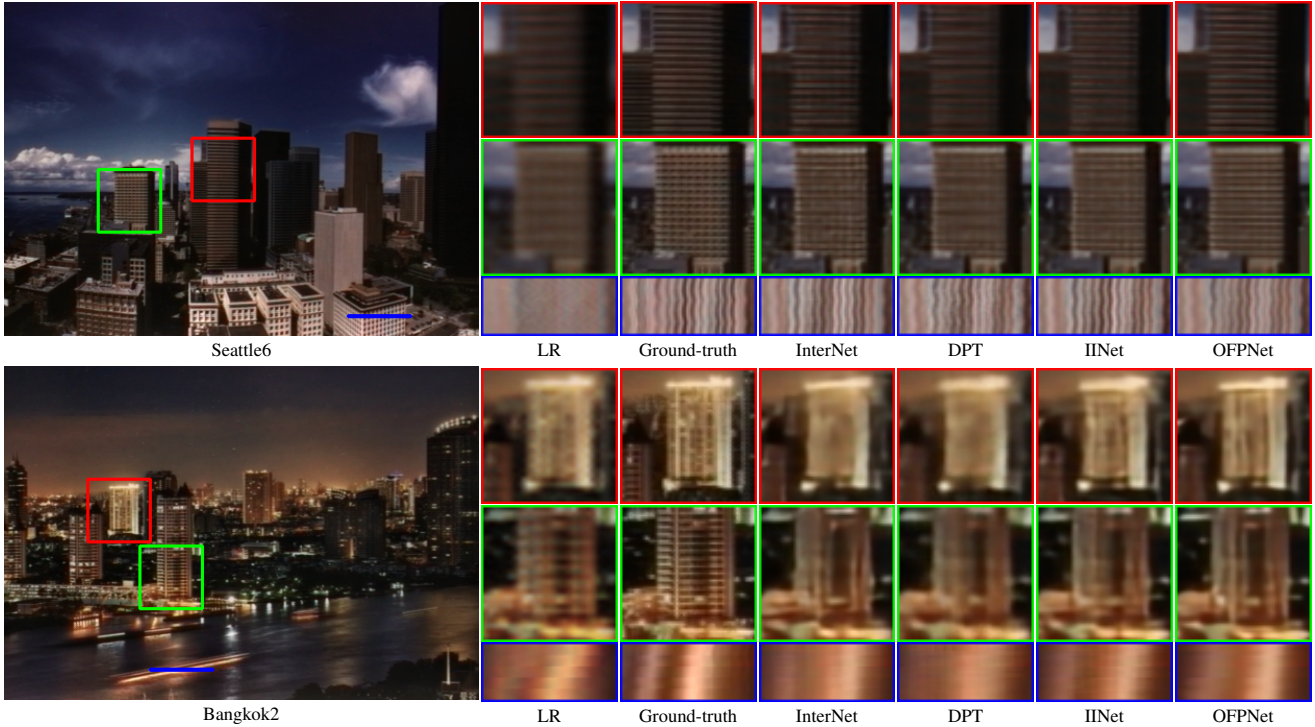 Seattle6 LR Ground-truth InterNet DPT IINet OFPNet
Bangkok2 LR Ground-truth InterNet DPT IINet OFPNet